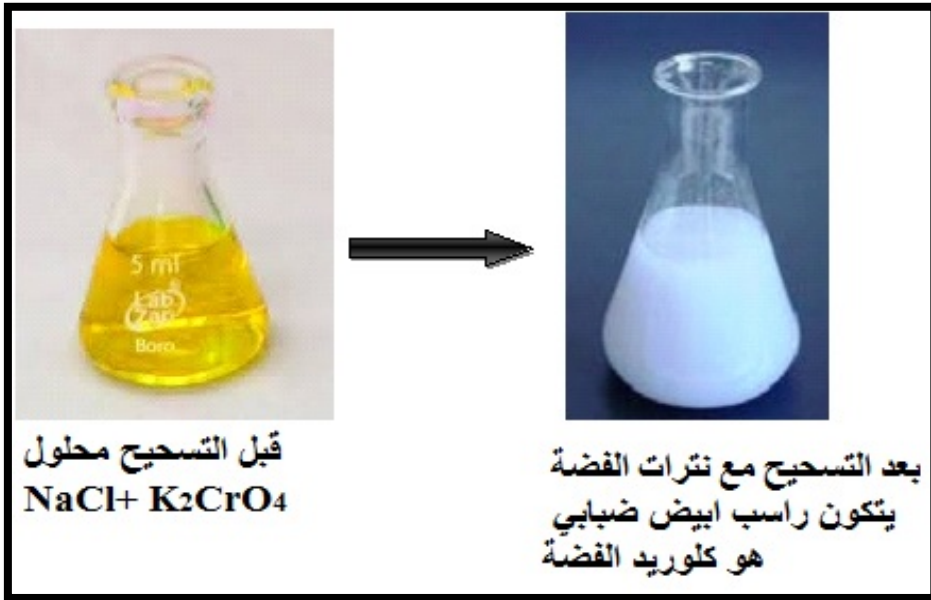 5 ml
Lab
Zap
®
Boro
قبل التسحيح محلول
NaCl+ K₂CrO₄
بعد التسحيح مع نترات الفضة
يتكون راسب ابيض ضبابي
هو كلوريد الفضة